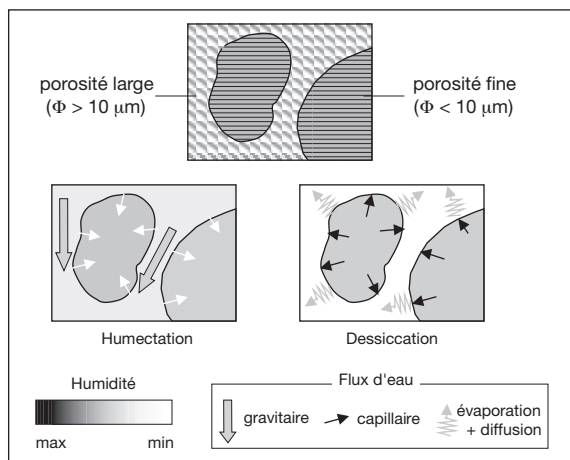 porosité large
(Φ > 10 µm)
porosité fine
(Φ < 10 µm)
Humectation
Dessiccation
Humidité
max
min
Flux d'eau
gravitaire
capillaire
évaporation
+ diffusion